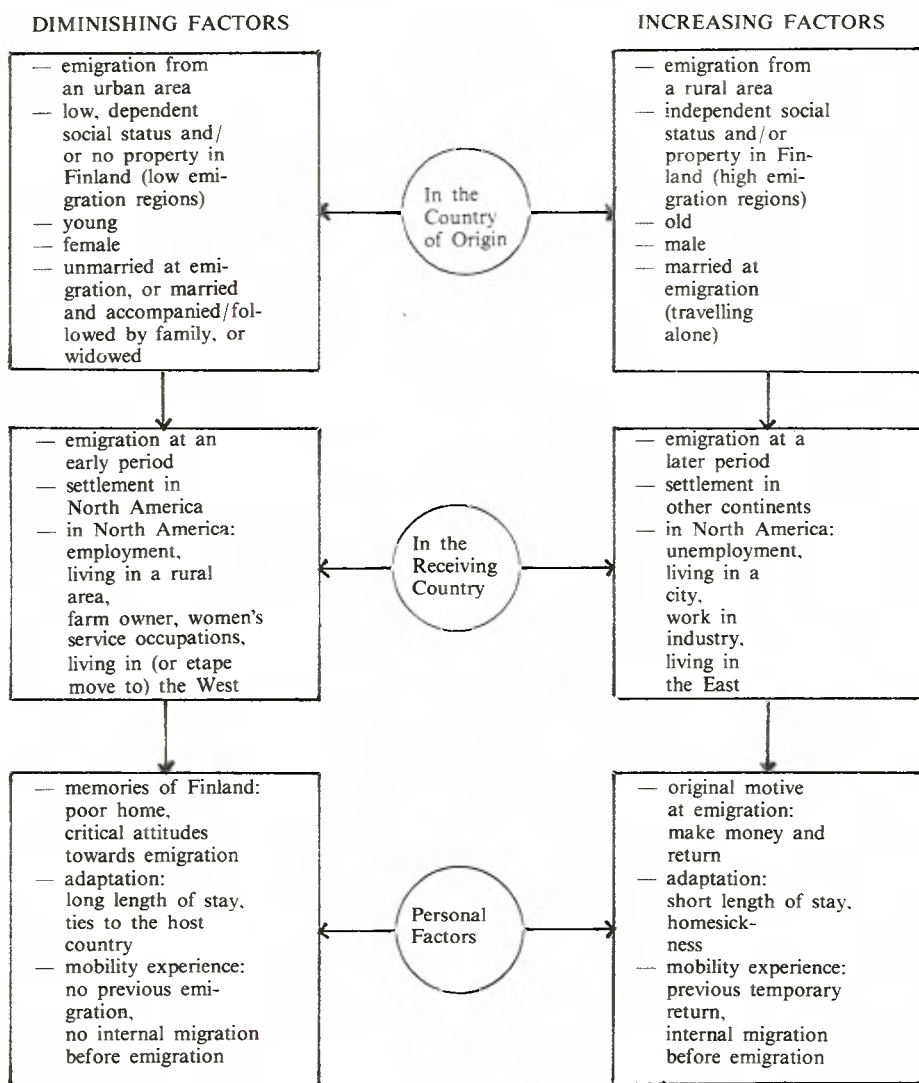 DIMINISHING FACTORS
— emigration from
an urban area
— low, dependent
social status and/
or no property in
Finland (low emi-
gration regions)
— young
— female
— unmarried at emi-
gration, or married
and accompanied/fol-
lowed by family, or
widowed
In the
Country
of Origin
INCREASING FACTORS
— emigration from
a rural area
— independent social
status and/or
property in Fin-
land (high emi-
gration regions)
— old
— male
— married at
emigration
(travelling
alone)
— emigration at an
early period
— settlement in
North America
— in North America:
employment,
living in a rural
area,
farm owner, women's
service occupations,
living in (or etape
move to) the West
In the
Receiving
Country
— emigration at a
later period
— settlement in
other continents
— in North America:
unemployment,
living in a
city,
work in
industry,
living in
the East
— memories of Finland:
poor home,
critical attitudes
towards emigration
— adaptation:
long length of stay,
ties to the host
country
— mobility experience:
no previous emi-
gration,
no internal migration
before emigration
Personal
Factors
— original motive
at emigration:
make money and
return
— adaptation:
short length of stay,
homesick-
ness
— mobility experience:
previous temporary
return,
internal migration
before emigration